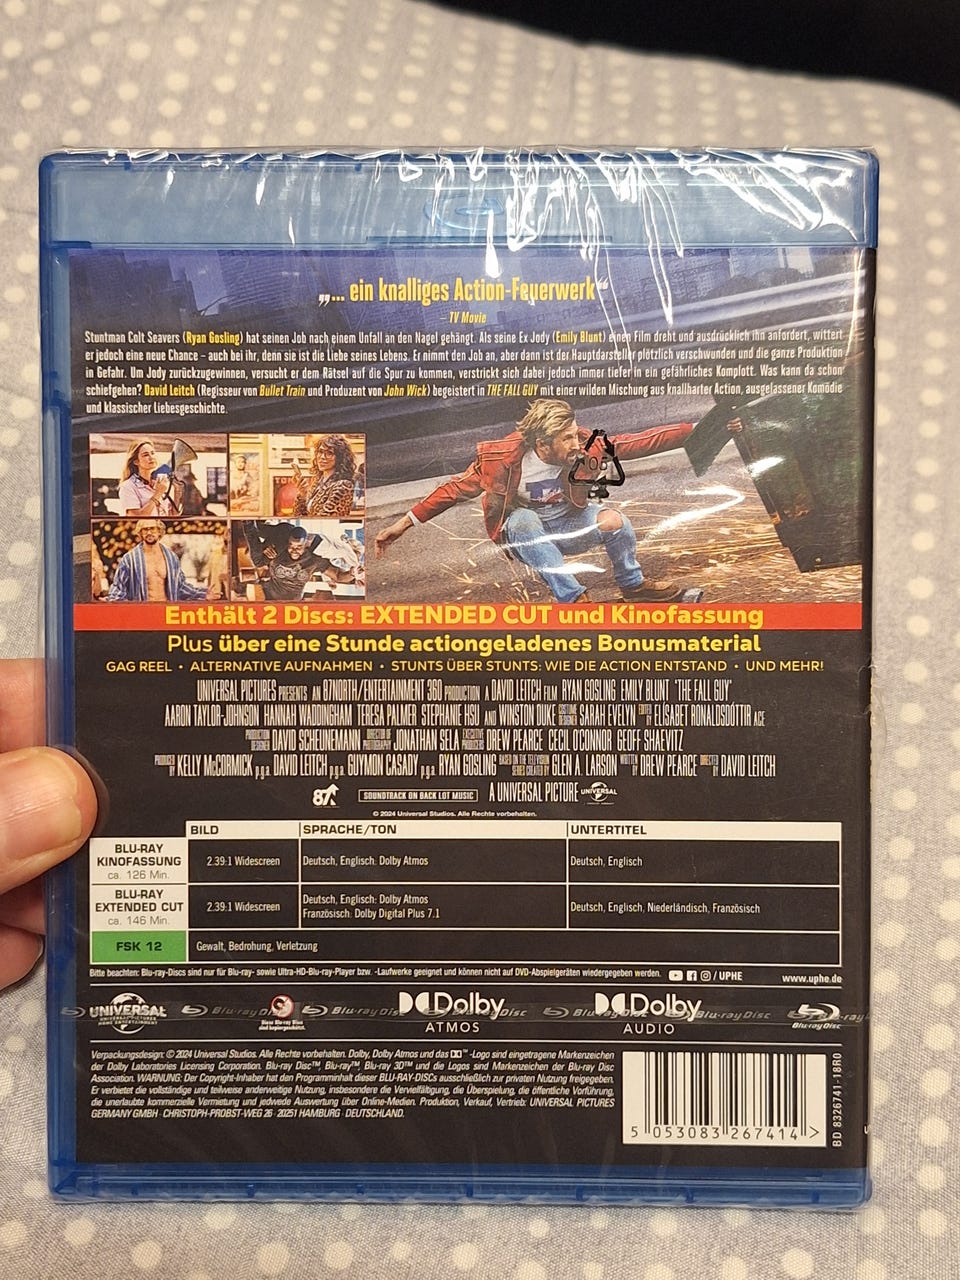 „... ein knalliges Action-Feuerwerk“
– TV Movie
Stuntman Colt Seavers (Ryan Gosling) hat seinen Job nach einem Unfall an den Nagel gehängt. Als seine Ex Jody (Emily Blunt) einen Film dreht und ausdrücklich ihn anfordert, wittert
er jedoch eine neue Chance – auch bei ihr, denn sie ist die Liebe seines Lebens. Er nimmt den Job an, aber dann ist der Hauptdarsteller plötzlich verschwunden und die ganze Produktion
in Gefahr. Um Jody zurückzugewinnen, versucht er dem Rätsel auf die Spur zu kommen, verstrickt sich dabei jedoch immer tiefer in ein gefährliches Komplott. Was kann da schon
schiefgehen? David Leitch (Regisseur von Bullet Train und Produzent von John Wick) begeistert in THE FALL GUY mit einer wilden Mischung aus knallharter Action, ausgelassener Komödie
und klassischer Liebesgeschichte.
Enthält 2 Discs: EXTENDED CUT und Kinofassung
Plus über eine Stunde actiongeladenes Bonusmaterial
GAG REEL • ALTERNATIVE AUFNAHMEN • STUNTS ÜBER STUNTS: WIE DIE ACTION ENTSTAND • UND MEHR!
UNIVERSAL PICTURES PRESENTS AN 87NORTH/ENTERTAINMENT 360 PRODUCTION A DAVID LEITCH FILM RYAN GOSLING EMILY BLUNT "THE FALL GUY"
AARON TAYLOR-JOHNSON HANNAH WADDINGHAM TERESA PALMER STEPHANIE HSU AND WINSTON DUKE COSTUME DESIGNER SARAH EVELYN EDITED BY ELÍSABET RONALDSDÓTTIR ACE
PRODUCTION DESIGNER DAVID SCHEUNEMANN DIRECTOR OF PHOTOGRAPHY JONATHAN SELA EXECUTIVE PRODUCERS DREW PEARCE CECIL O'CONNOR GEOFF SHAEVITZ
PRODUCED BY KELLY McCORMICK p.g.a. DAVID LEITCH p.g.a. GUYMON CASADY p.g.a. RYAN GOSLING BASED ON THE TELEVISION SERIES CREATED BY GLEN A. LARSON WRITTEN BY DREW PEARCE DIRECTED BY DAVID LEITCH
87 SOUNDTRACK ON BACK LOT MUSIC A UNIVERSAL PICTURE UNIVERSAL
© 2024 Universal Studios. Alle Rechte vorbehalten.
BILD SPRACHE/TON UNTERTITEL
BLU-RAY
KINOFASSUNG
ca. 126 Min.
2.39:1 Widescreen
Deutsch, Englisch: Dolby Atmos
Deutsch, Englisch
BLU-RAY
EXTENDED CUT
ca. 146 Min.
2.39:1 Widescreen
Deutsch, Englisch: Dolby Atmos
Französisch: Dolby Digital Plus 7.1
Deutsch, Englisch, Niederländisch, Französisch
FSK 12
Gewalt, Bedrohung, Verletzung
Bitte beachten: Blu-ray-Discs sind nur für Blu-ray- sowie Ultra-HD-Blu-ray-Player bzw. -Laufwerke geeignet und können nicht auf DVD-Abspielgeräten wiedergegeben werden. /UPHE www.uphe.de
UNIVERSAL
UNIVERSAL PICTURES
HOME ENTERTAINMENT
Diese Blu-ray Discs
sind kopiergeschützt.
Dolby
ATMOS
Dolby
AUDIO
Blu-ray Disc
Verpackungsdesign: © 2024 Universal Studios. Alle Rechte vorbehalten. Dolby, Dolby Atmos und das ™-Logo sind eingetragene Markenzeichen
der Dolby Laboratories Licensing Corporation. Blu-ray Disc™, Blu-ray™, Blu-ray 3D™ und die Logos sind Markenzeichen der Blu-ray Disc
Association. WARNUNG: Der Copyright-Inhaber hat den Programminhalt dieser BLU-RAY-DISCs ausschließlich zur privaten Nutzung freigegeben.
Er verbietet die vollständige und teilweise anderweitige Nutzung, insbesondere die Vervielfältigung, die Überspielung, die öffentliche Vorführung,
die unerlaubte kommerzielle Vermietung und jedwede Auswertung über Online-Medien. Produktion, Verkauf, Vertrieb: UNIVERSAL PICTURES
GERMANY GMBH · CHRISTOPH-PROBST-WEG 26 · 20251 HAMBURG · DEUTSCHLAND.
5 053083 267414 >
BD 8326741-18R0